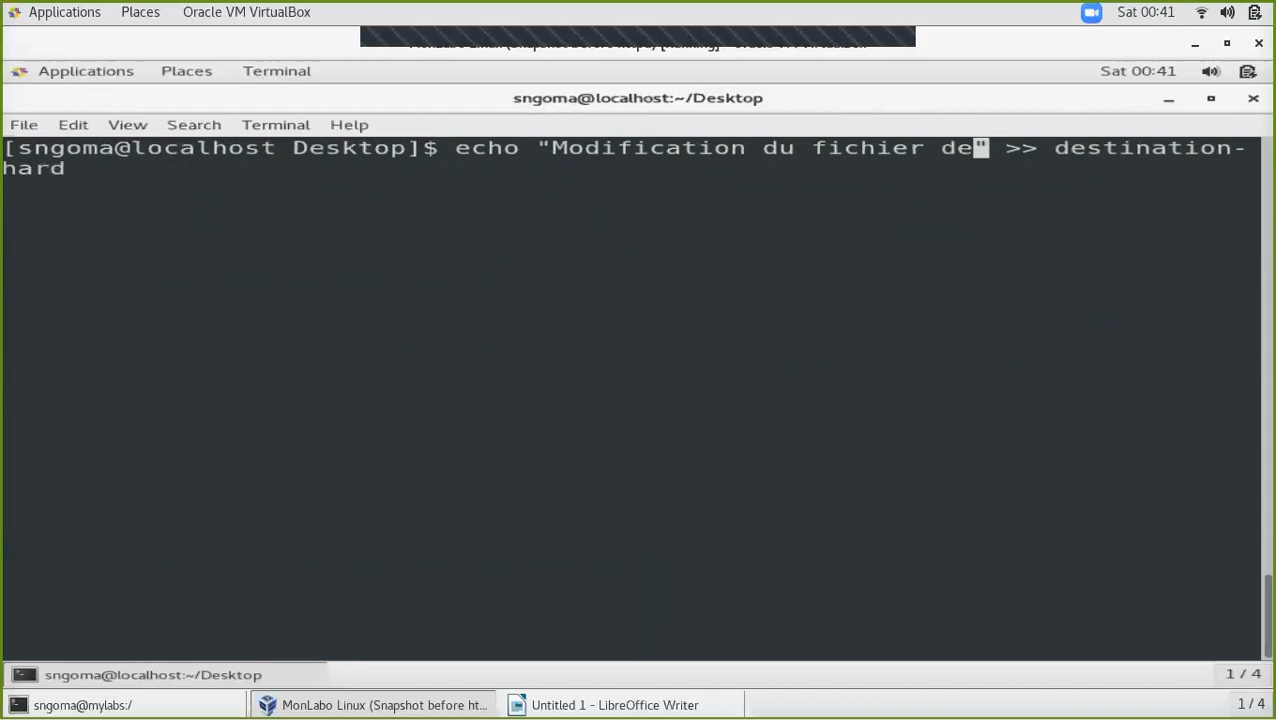 Applications Places Oracle VM VirtualBox Sat 00:41
Applications Places Terminal Sat 00:41
sngoma@localhost:~/Desktop
File Edit View Search Terminal Help
[sngoma@localhost Desktop]$ echo "Modification du fichier de" >> destination-
hard
sngoma@localhost:~/Desktop 1 / 4
sngoma@mylabs:/ MonLabo Linux (Snapshot before ht... Untitled 1 - LibreOffice Writer 1 / 4